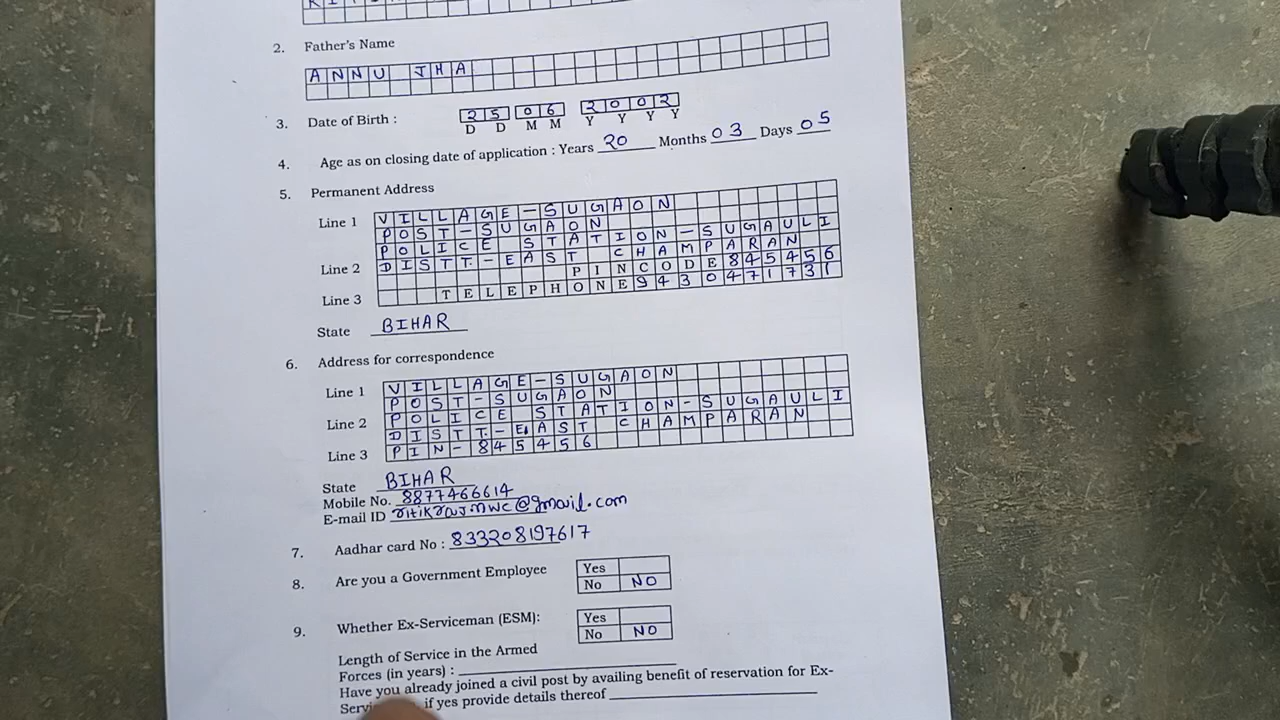 2. Father's Name
ANNU JHA
3. Date of Birth : 25 06 2002
D D M M Y Y Y Y
4. Age as on closing date of application : Years 20 Months 03 Days 05
5. Permanent Address
Line 1 VILLAGE-SUGAON
POST-SUGAON
POLICE STATION-SUGAULI
Line 2 DISTT-EAST CHAMPARAN
PINCODE 845456
Line 3 TELEPHONE 9430471731
State BIHAR
6. Address for correspondence
Line 1 VILLAGE-SUGAON
POST-SUGAON
Line 2 POLICE STATION-SUGAULI
DISTT-EAST CHAMPARAN
Line 3 PIN-845456
State BIHAR
Mobile No. 8877466614
E-mail ID @gmail.com
7. Aadhar card No : 833208197617
8. Are you a Government Employee Yes
No NO
9. Whether Ex-Serviceman (ESM): Yes
No NO
Length of Service in the Armed
Forces (in years) :
Have you already joined a civil post by availing benefit of reservation for Ex-
if yes provide details thereof